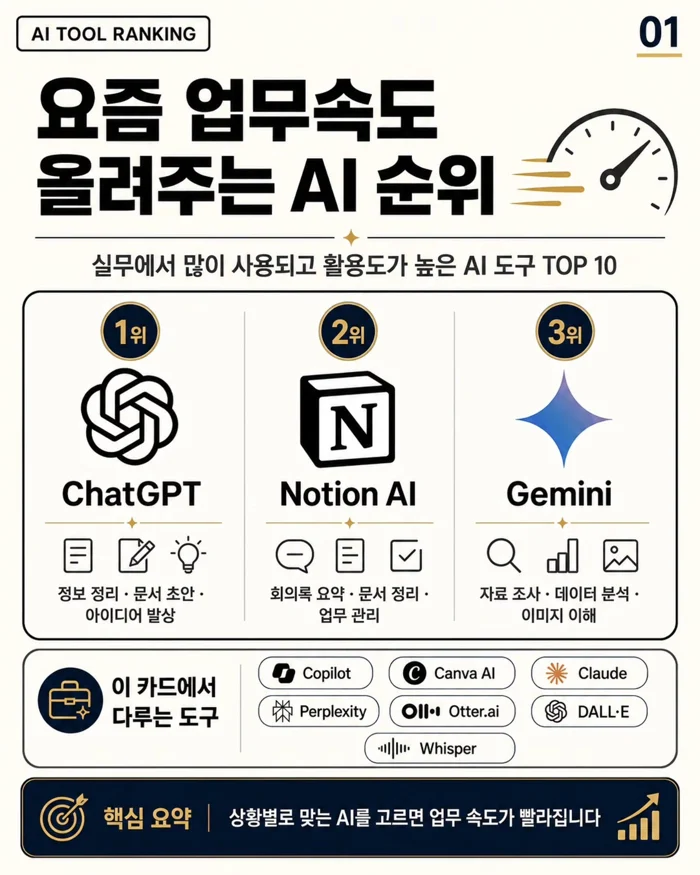 AI TOOL RANKING
01
요즘 업무속도
올려주는 AI 순위
실무에서 많이 사용되고 활용도가 높은 AI 도구 TOP 10
1위
ChatGPT
정보 정리 · 문서 초안 ·
아이디어 발상
2위
N
Notion AI
회의록 요약 · 문서 정리 ·
업무 관리
3위
Gemini
자료 조사 · 데이터 분석 ·
이미지 이해
이 카드에서
다루는 도구
Copilot
C Canva AI
Claude
Perplexity
Otter.ai
DALL·E
Whisper
핵심 요약
상황별로 맞는 AI를 고르면 업무 속도가 빨라집니다